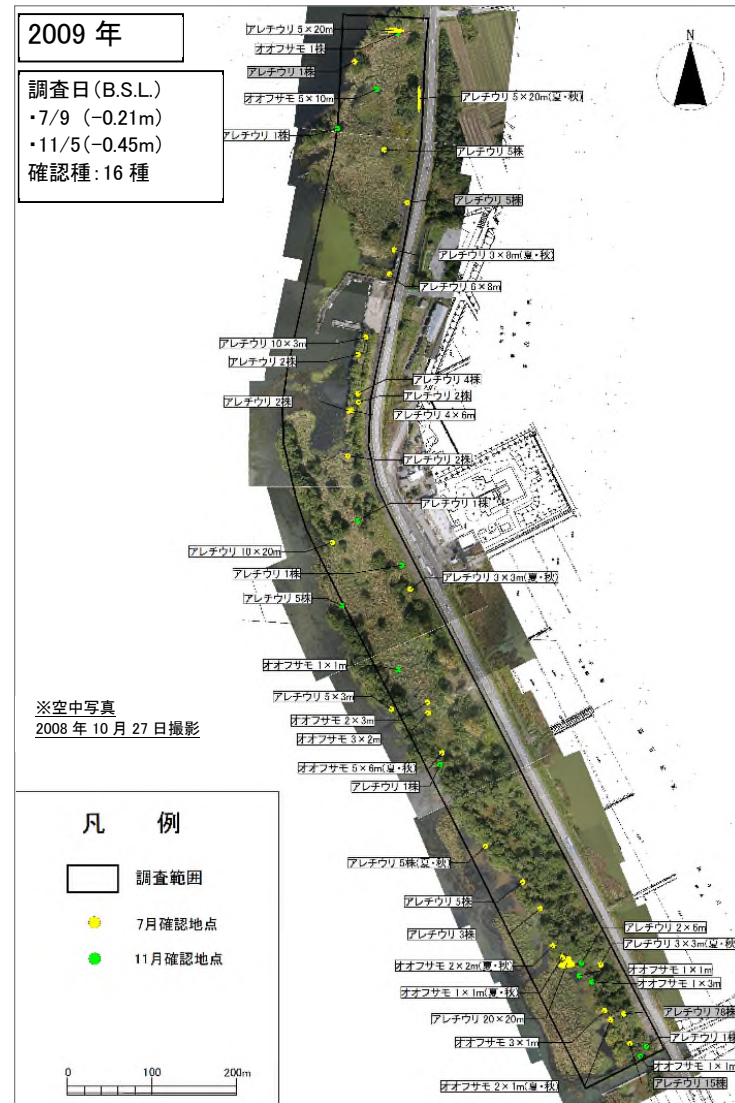 2009 年
調査日(B.S.L.)
・7/9 (-0.21m)
・11/5(-0.45m)
確認種:16 種
N
アレチウリ 5×20m
オオフサモ 1株
アレチウリ 1株
オオフサモ 5×10m
アレチウリ 5×20m(夏・秋)
アレチウリ 1株
アレチウリ 5株
アレチウリ 5株
アレチウリ 3×8m(夏・秋)
アレチウリ 6×8m
アレチウリ 10×3m
アレチウリ 2株
アレチウリ 4株
アレチウリ 2株
アレチウリ 2株
アレチウリ 4×6m
アレチウリ 2株
アレチウリ 1株
アレチウリ 10×20m
アレチウリ 1株
アレチウリ 3×3m(夏・秋)
アレチウリ 5株
オオフサモ 1×1m
アレチウリ 5×3m
オオフサモ 2×3m
オオフサモ 3×2m
オオフサモ 5×6m(夏・秋)
アレチウリ 1株
※空中写真
2008 年 10 月 27 日撮影
アレチウリ 5株(夏・秋)
アレチウリ 5株
アレチウリ 3株
アレチウリ 2×6m
アレチウリ 3×3m(夏・秋)
オオフサモ 2×2m(夏・秋)
オオフサモ 1×1m
オオフサモ 1×3m
オオフサモ 1×1m(夏・秋)
アレチウリ 20×20m
アレチウリ 78株
オオフサモ 3×1m
アレチウリ 1株
オオフサモ 1×1m
アレチウリ 15株
オオフサモ 2×1m(夏・秋)
凡 例
調査範囲
7月確認地点
11月確認地点
0 100 200m